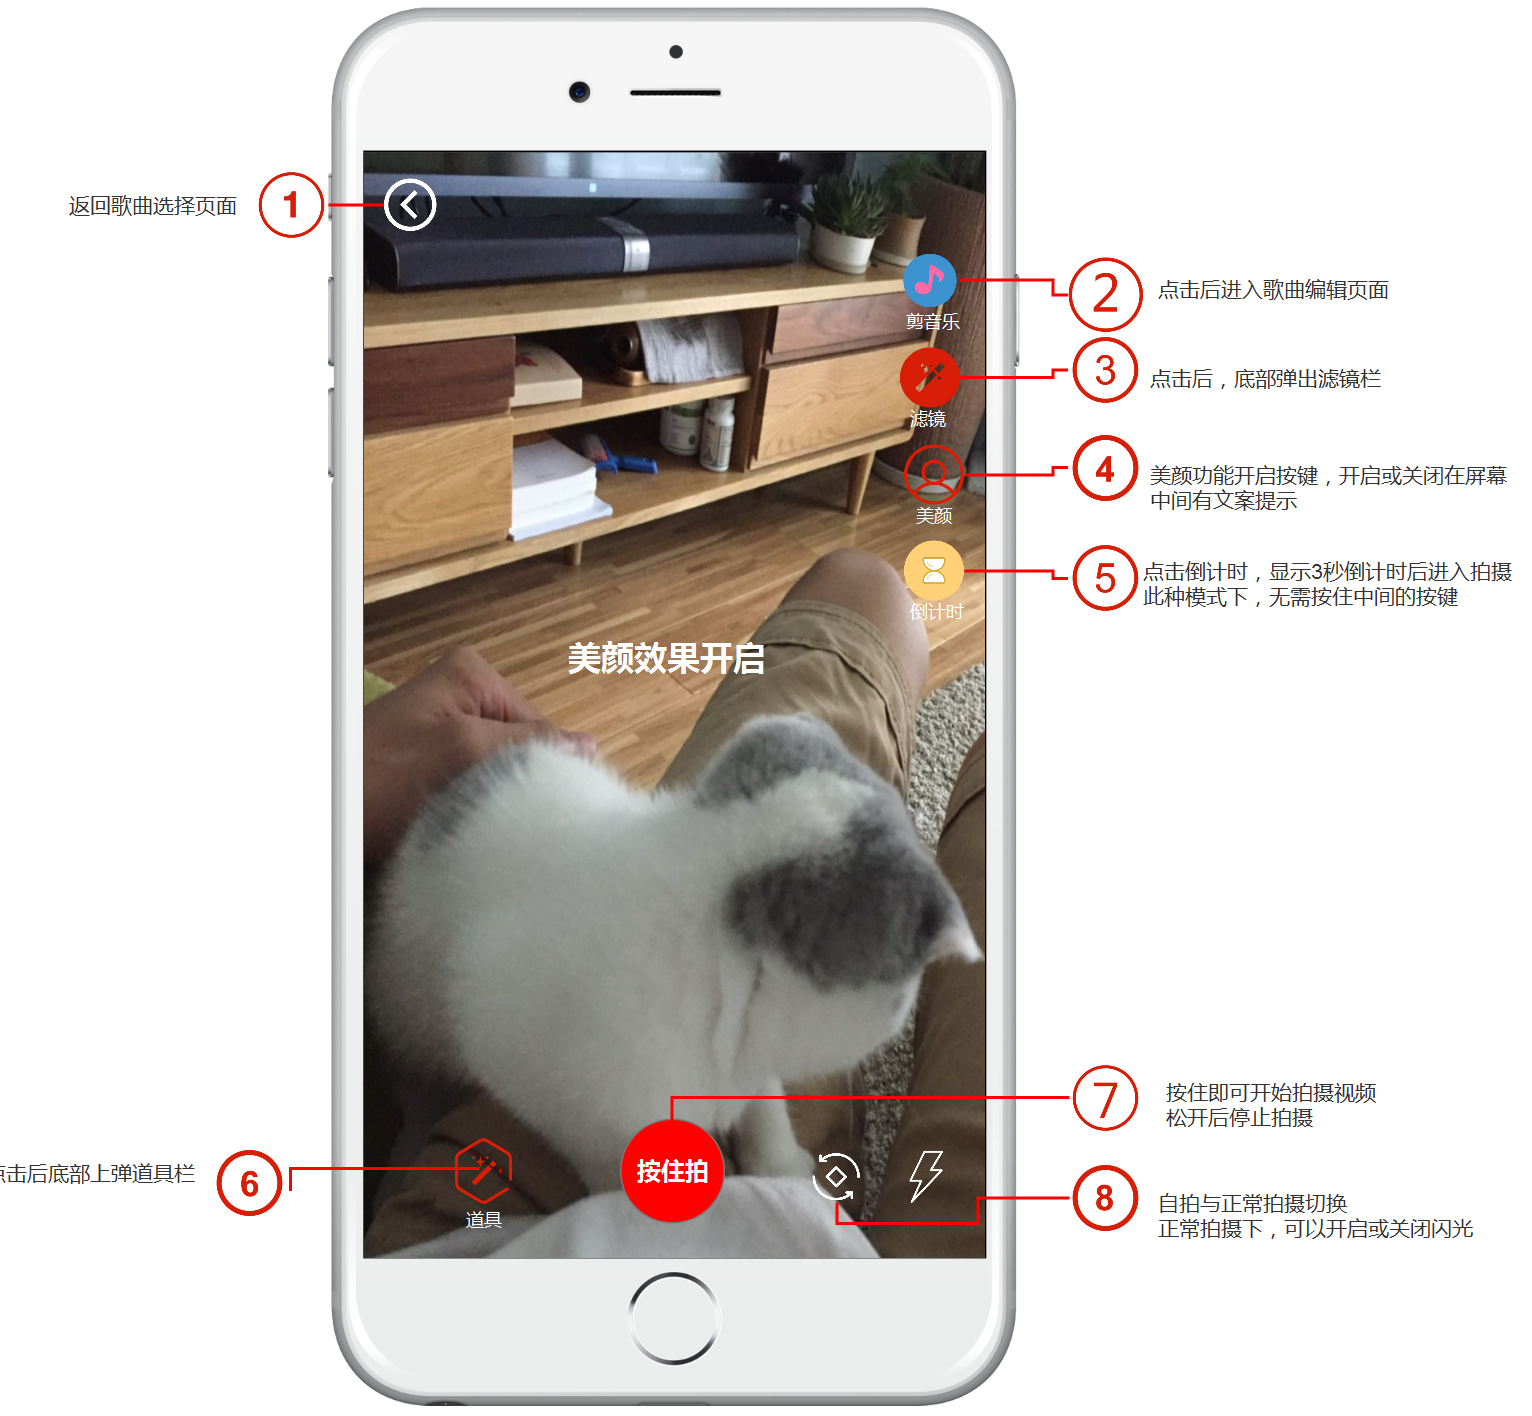 返回歌曲选择页面
1
剪音乐
2
点击后进入歌曲编辑页面
滤镜
3
点击后，底部弹出滤镜栏
美颜
4
美颜功能开启按键，开启或关闭在屏幕
中间有文案提示
倒计时
5
点击倒计时，显示3秒倒计时后进入拍摄
此种模式下，无需按住中间的按键
美颜效果开启
7
按住即可开始拍摄视频
松开后停止拍摄
点击后底部上弹道具栏
6
道具
按住拍
8
自拍与正常拍摄切换
正常拍摄下，可以开启或关闭闪光